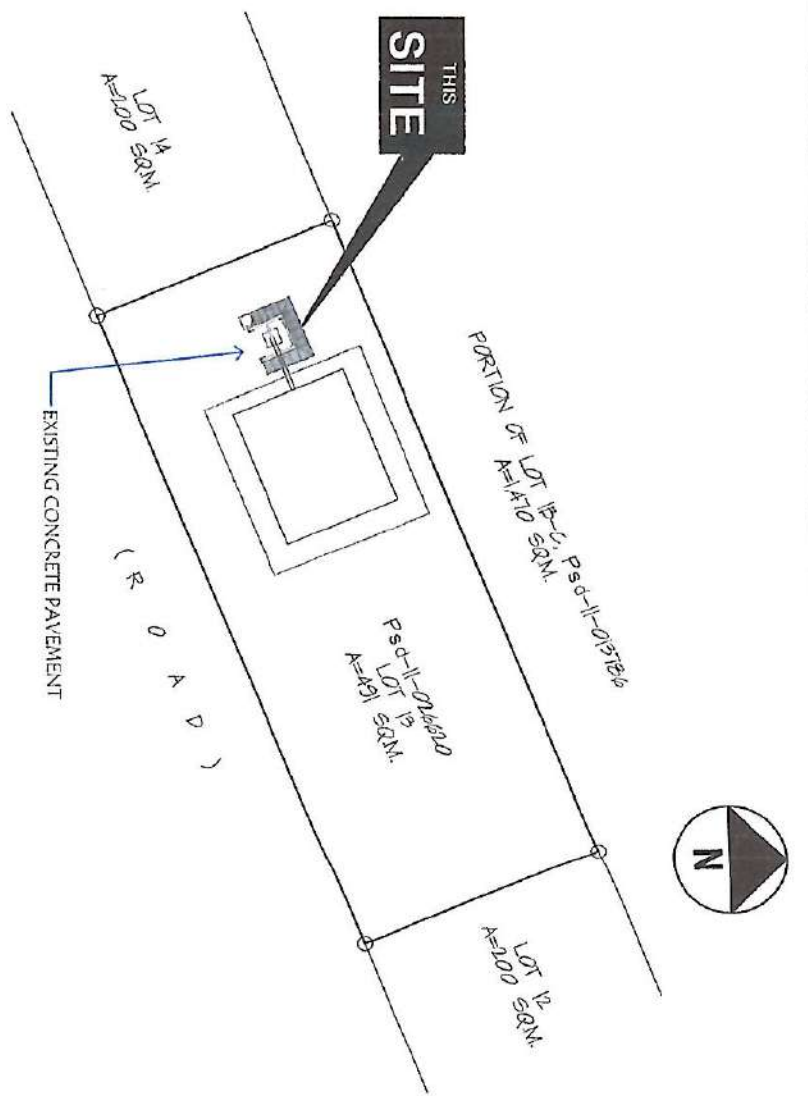 THIS
SITE
LOT 14
A=200 SQM.
PORTION OF LOT 13-C, Psd-11-013786
A=1,470 SQM.
EXISTING CONCRETE PAVEMENT
( R O A D )
Psd-11-026620
LOT 13
A=491 SQM.
LOT 12
A=200 SQM.
N